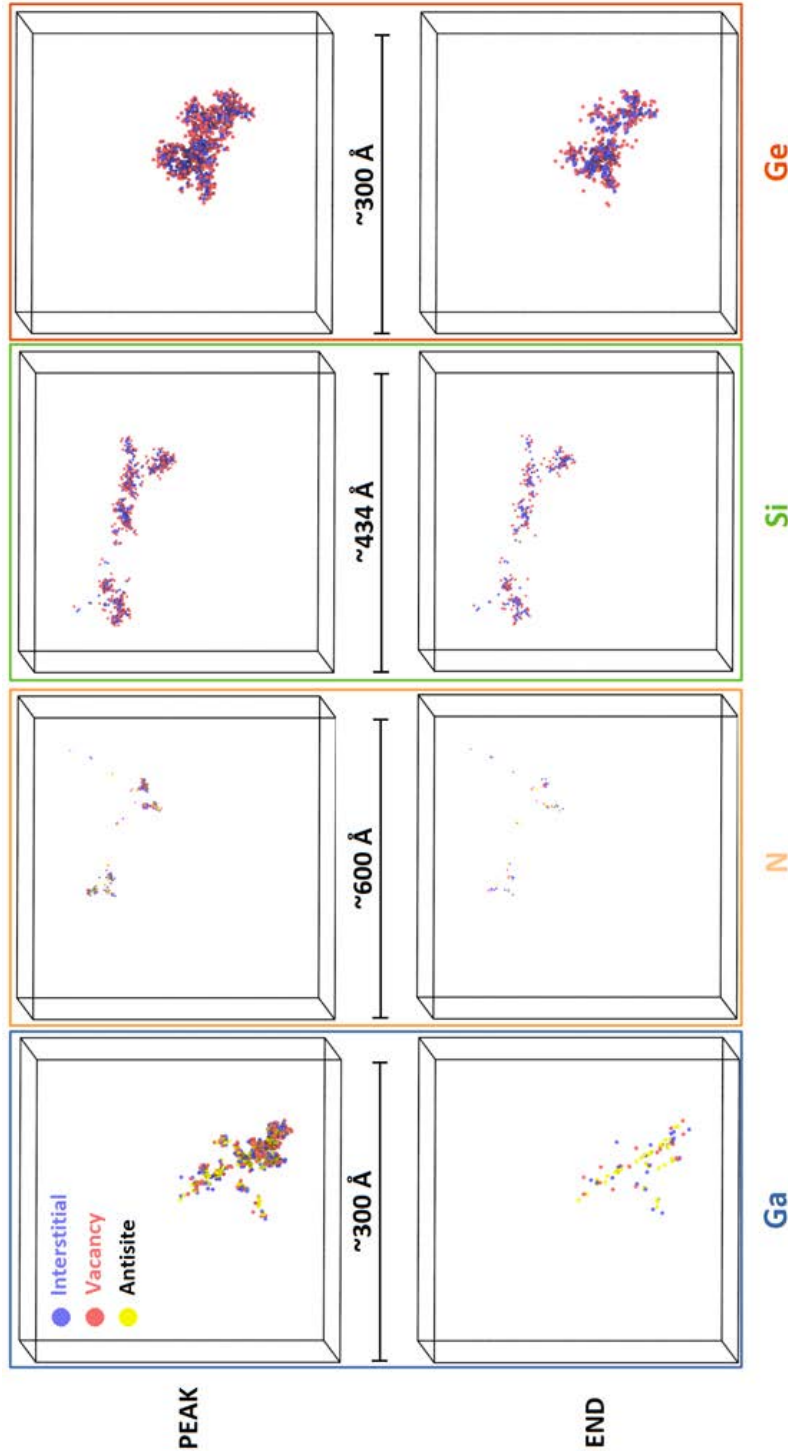 PEAK
END
Interstitial
Vacancy
Antisite
~300 Å
~600 Å
~434 Å
~300 Å
Ga
N
Si
Ge